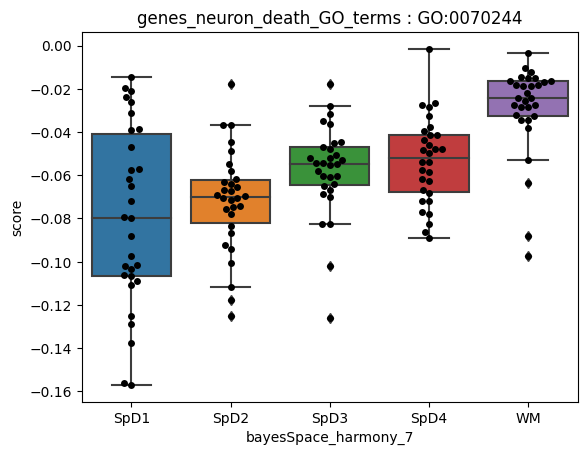 genes_neuron_death_GO_terms : GO:0070244
0.00
−0.02
−0.04
−0.06
−0.08
−0.10
−0.12
−0.14
−0.16
score
SpD1 SpD2 SpD3 SpD4 WM
bayesSpace_harmony_7